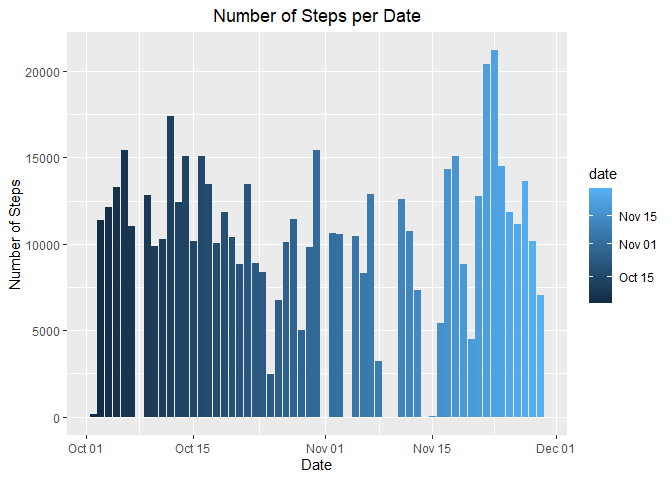 Number of Steps per Date
Number of Steps
20000
15000
10000
5000
0
Oct 01
Oct 15
Nov 01
Nov 15
Dec 01
Date
date
Nov 15
Nov 01
Oct 15